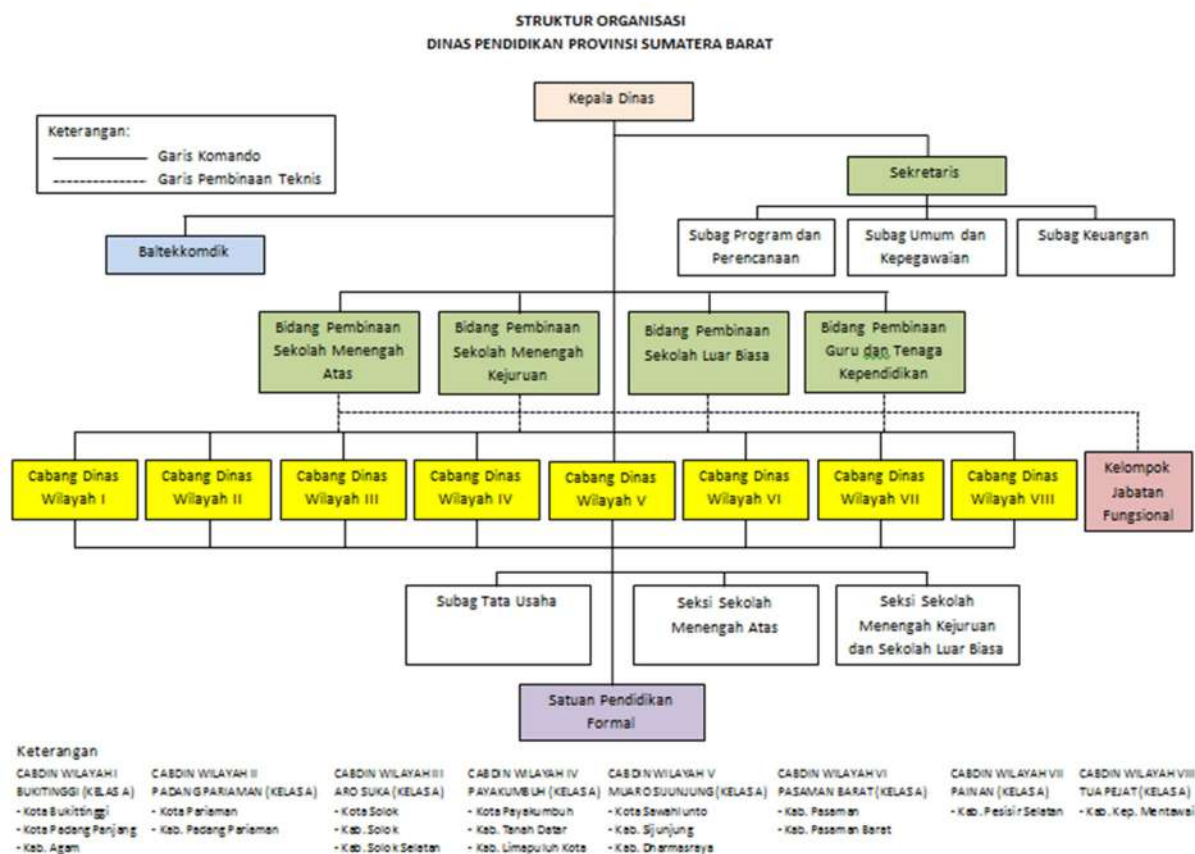 STRUKTUR ORGANISASI
DINAS PENDIDIKAN PROVINSI SUMATERA BARAT
Kepala Dinas
Keterangan:
Garis Komando
Garis Pembinaan Teknis
Sekretaris
Baltekkomdik
Subag Program dan
Perencanaan
Subag Umum dan
Kepegawaian
Subag Keuangan
Bidang Pembinaan
Sekolah Menengah
Atas
Bidang Pembinaan
Sekolah Menengah
Kejuruan
Bidang Pembinaan
Sekolah Luar Biasa
Bidang Pembinaan
Guru dan Tenaga
Kependidikan
Cabang Dinas
Wilayah I
Cabang Dinas
Wilayah II
Cabang Dinas
Wilayah III
Cabang Dinas
Wilayah IV
Cabang Dinas
Wilayah V
Cabang Dinas
Wilayah VI
Cabang Dinas
Wilayah VII
Cabang Dinas
Wilayah VIII
Kelompok
Jabatan
Fungsional
Subag Tata Usaha
Seksi Sekolah
Menengah Atas
Seksi Sekolah
Menengah Kejuruan
dan Sekolah Luar Biasa
Satuan Pendidikan
Formal
Keterangan
CABDIN WILAYAH I
BUKITINGGI (KELAS A)
- Kota Bukittinggi
- Kota Padang Panjang
- Kab. Agam
CABDIN WILAYAH II
PADANG PARIAMAN (KELAS A)
- Kota Pariaman
- Kab. Padang Pariaman
CABDIN WILAYAH III
ARO SUKA (KELAS A)
- Kota Solok
- Kab. Solok
- Kab. Solok Selatan
CABDIN WILAYAH IV
PAYAKUMBUH (KELAS A)
- Kota Payakumbuh
- Kab. Tanah Datar
- Kab. Limapuluh Kota
CABDIN WILAYAH V
MUARO SIJUNJUNG (KELAS A)
- Kota Sawahlunto
- Kab. Sijunjung
- Kab. Dharmasraya
CABDIN WILAYAH VI
PASAMAN BARAT (KELAS A)
- Kab. Pasaman
- Kab. Pasaman Barat
CABDIN WILAYAH VII
PAINAN (KELAS A)
- Kab. Pesisir Selatan
CABDIN WILAYAH VIII
TUA PEJAT (KELAS A)
- Kab. Kep. Mentawai